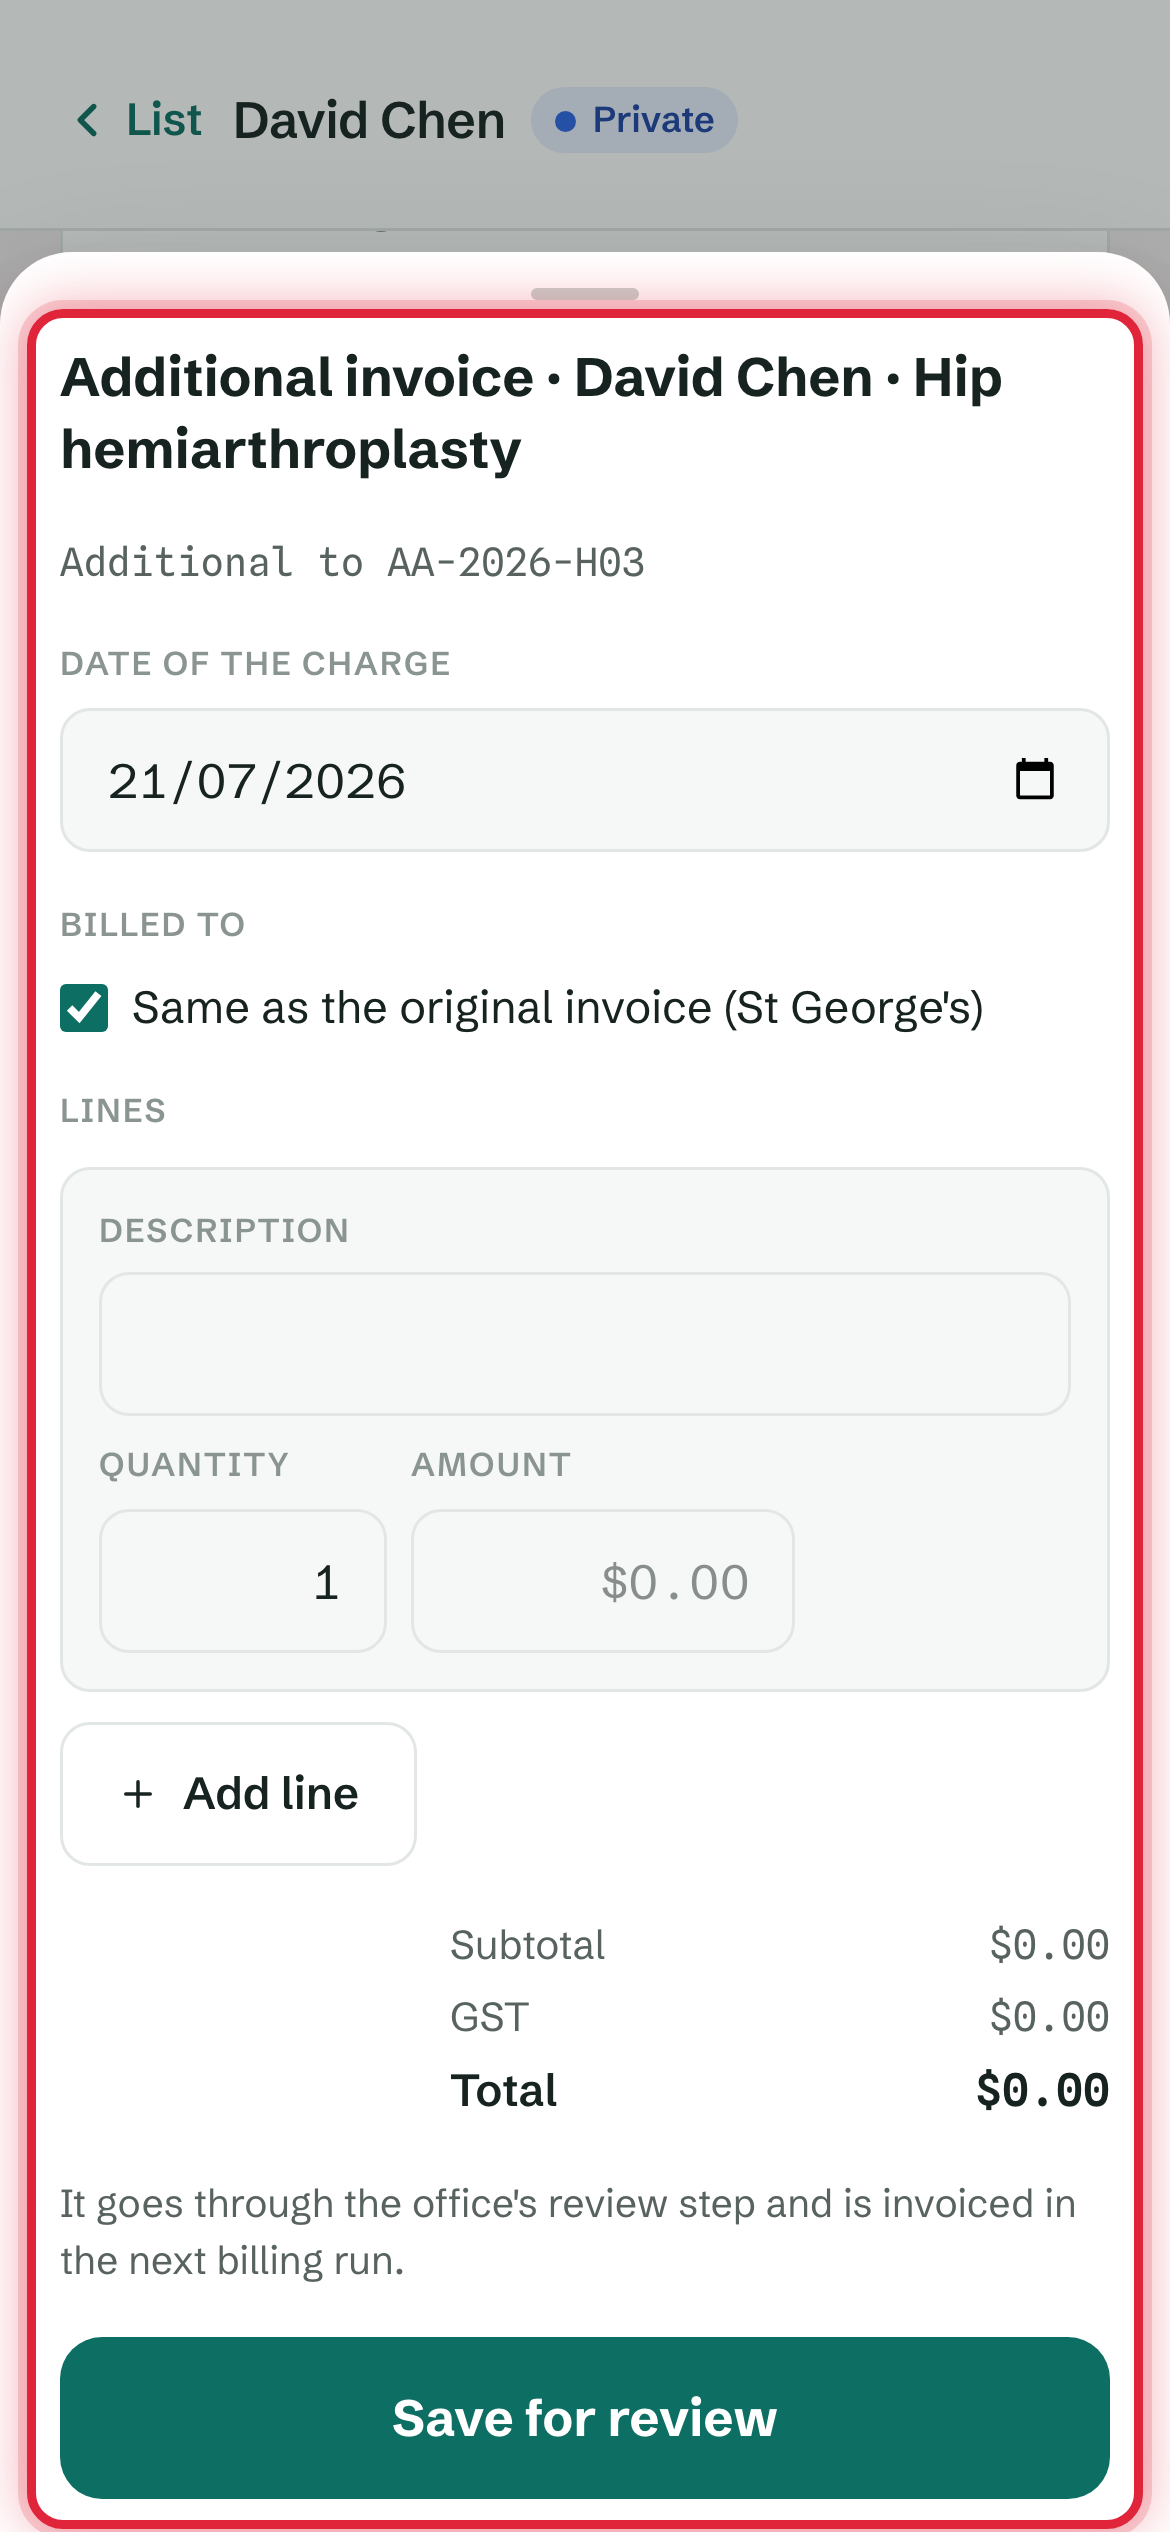 List David Chen Private
Additional invoice · David Chen · Hip
hemiarthroplasty
Additional to AA-2026-H03
DATE OF THE CHARGE
21/07/2026
BILLED TO
Same as the original invoice (St George's)
LINES
DESCRIPTION
QUANTITY AMOUNT
1 $0.00
+ Add line
Subtotal $0.00
GST $0.00
Total $0.00
It goes through the office's review step and is invoiced in
the next billing run.
Save for review